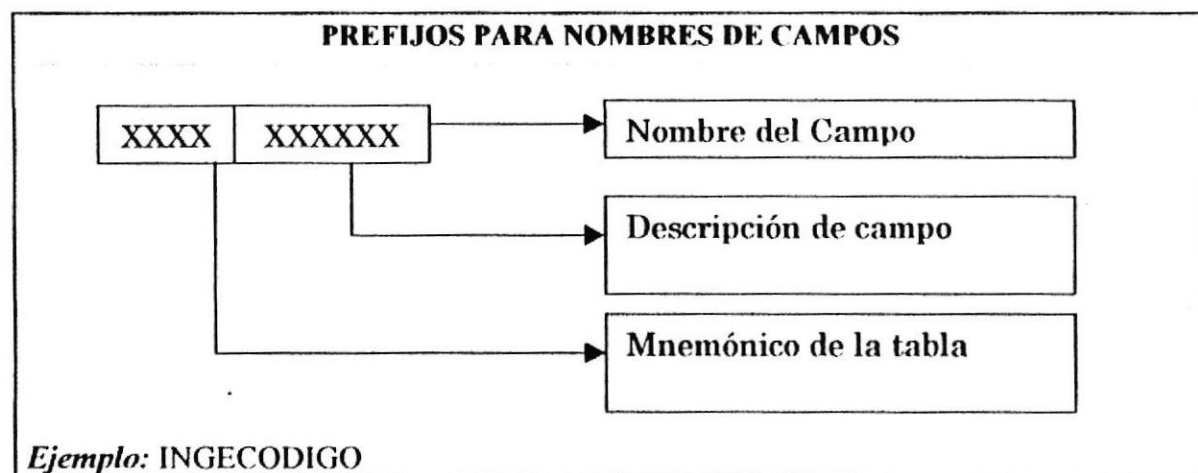 PREFIJOS PARA NOMBRES DE CAMPOS
XXXX XXXXXX
Nombre del Campo
Descripción de campo
Mnemónico de la tabla
Ejemplo: INGECODIGO